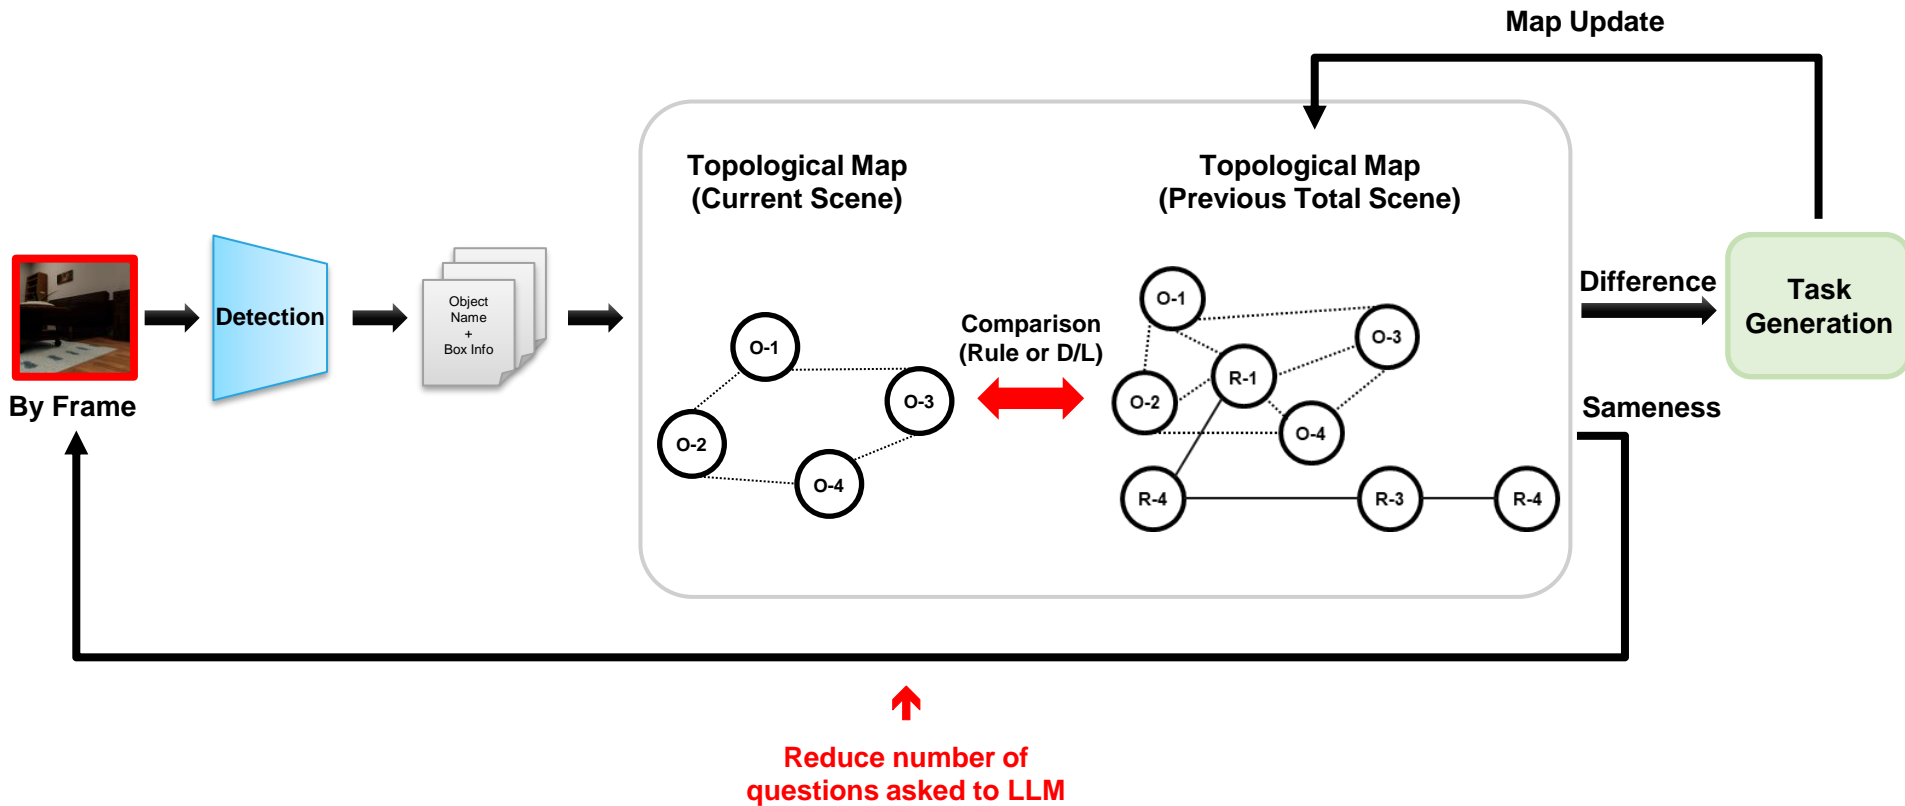 Map Update
Topological Map
(Current Scene)
Topological Map
(Previous Total Scene)
By Frame
Detection
Object
Name
+
Box Info
O-1
O-2
O-3
O-4
Comparison
(Rule or D/L)
O-1
O-2
R-1
O-3
O-4
R-4
R-3
R-4
Difference
Sameness
Task
Generation
Reduce number of
questions asked to LLM